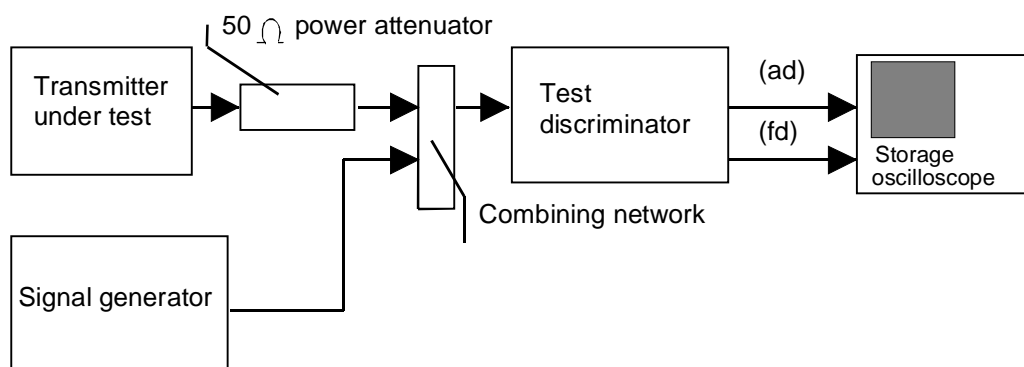 50 Ω power attenuator
Transmitter
under test
Test
discriminator
(ad)
(fd)
Storage
oscilloscope
Combining network
Signal generator